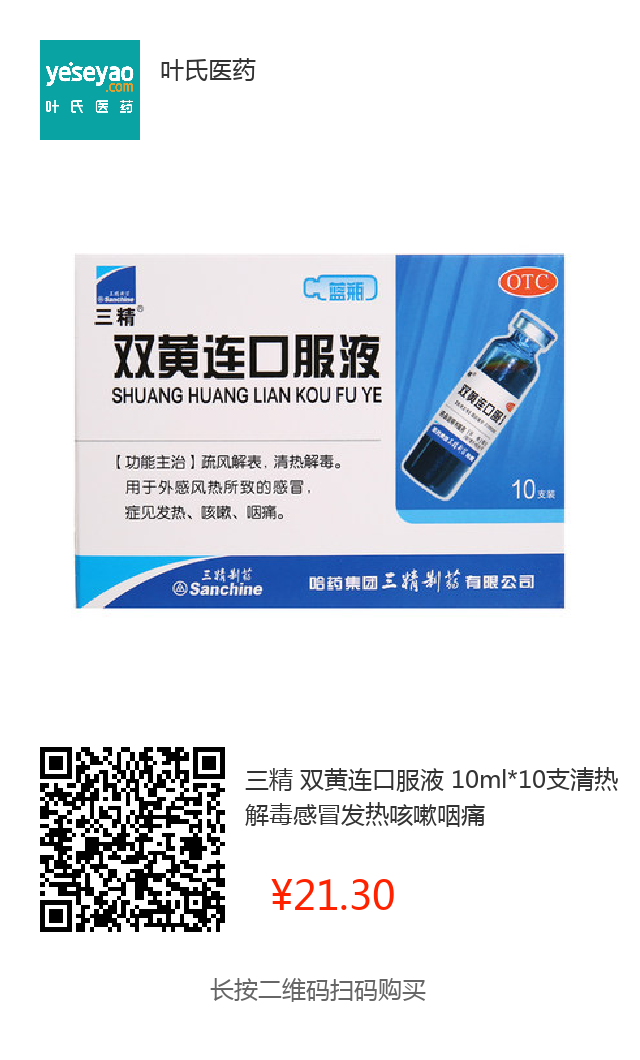 yeseyao
.com
叶氏医药
叶氏医药
Sanchine
三精®
蓝瓶
OTC
双黄连口服液
SHUANG HUANG LIAN KOU FU YE
双黄连口服
【功能主治】疏风解表，清热解毒。
用于外感风热所致的感冒，
症见发热、咳嗽、咽痛。
10支装
三精制药
Sanchine
哈药集团三精制药有限公司
三精 双黄连口服液 10ml*10支清热
解毒感冒发热咳嗽咽痛
¥21.30
长按二维码扫码购买